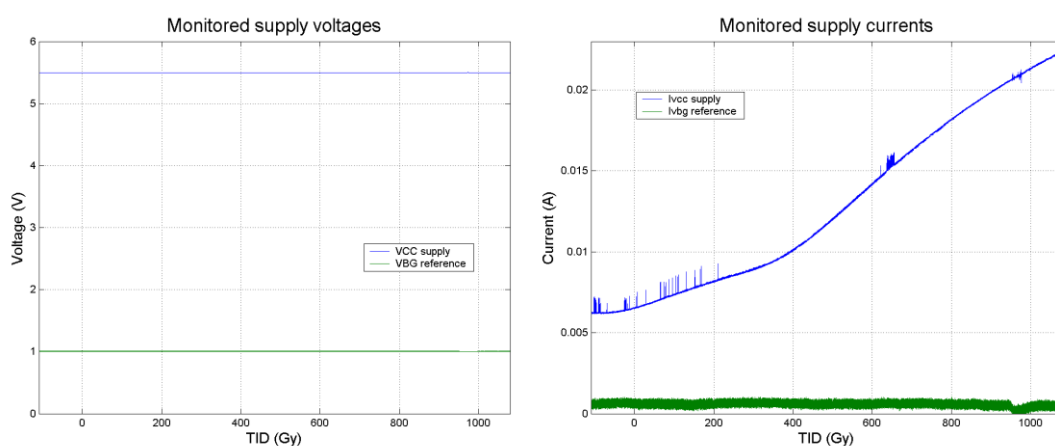 Monitored supply voltages
6
5
4
3
2
1
0
Voltage (V)
VCC supply
VBG reference
0 200 400 600 800 1000
TID (Gy)
Monitored supply currents
0.02
0.015
0.01
0.005
0
Current (A)
Ivcc supply
Ivbg reference
0 200 400 600 800 1000
TID (Gy)